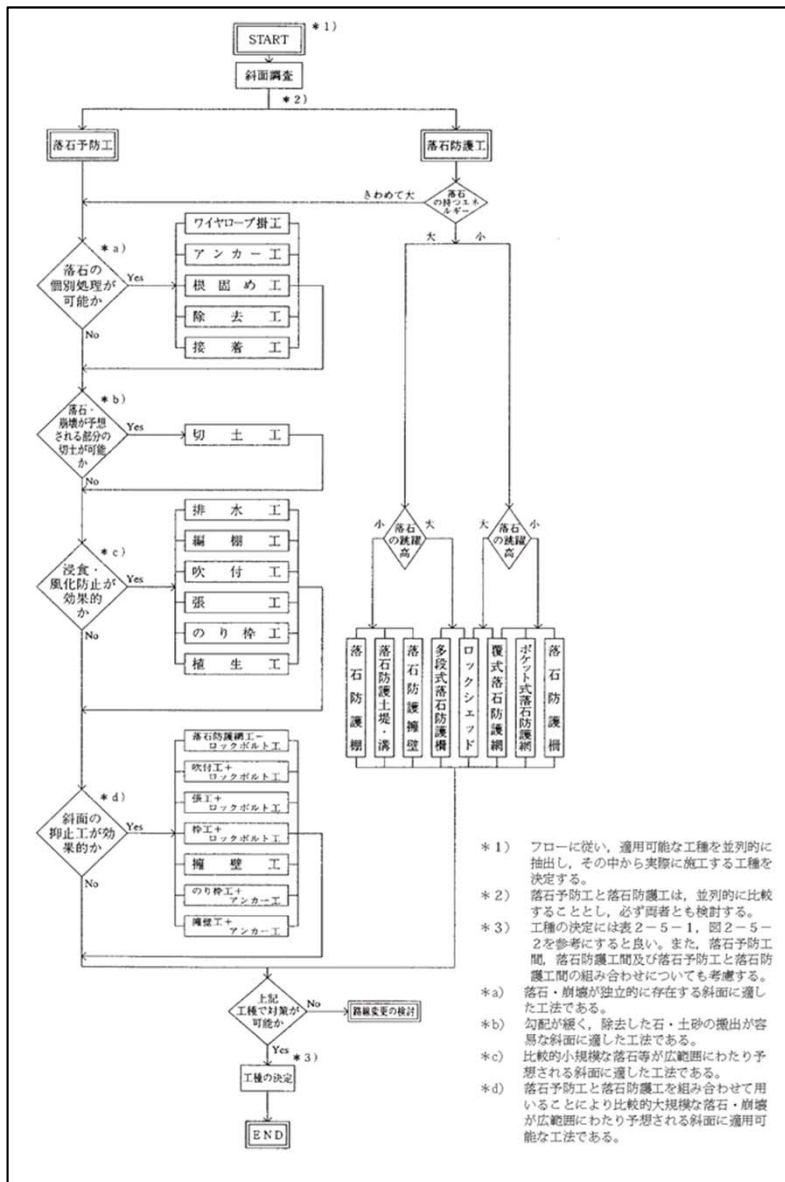 START
*1)
斜面調査
*2)
落石予防工
落石防護工
落石
の持つエネ
ルギー
きわめて大
大
小
*a)
落石の
個別処理が
可能か
Yes
No
ワイヤロープ掛工
アンカー工
根固め工
除去工
接着工
*b)
落石・
崩壊が予想
される部分の
切土が可能
か
Yes
No
切土工
*c)
浸食・
風化防止が
効果的
か
Yes
No
排水工
編柵工
吹付工
張工
のり枠工
植生工
小
落石
の跳躍
高
大
大
落石
の跳躍
高
小
落石防護棚
落石防護土堤・溝
落石防護擁壁
多段式落石防護柵
ロックシェッド
覆式落石防護網
ポケット式落石防護網
落石防護柵
*d)
斜面の
抑止工が効
果的か
Yes
No
落石防護網工+
ロックボルト工
吹付工+
ロックボルト工
張工+
ロックボルト工
枠工+
ロックボルト工
擁壁工
のり枠工+
アンカー工
擁壁工+
アンカー工
上記
工種で対策が
可能か
No
路線変更の検討
Yes
*3)
工種の決定
END
*1) フローに従い,適用可能な工種を並列的に
抽出し,その中から実際に施工する工種を
決定する。
*2) 落石予防工と落石防護工は,並列的に比較
することとし,必ず両者とも検討する。
*3) 工種の決定には表2-5-1,図2-5-
2を参考にすると良い。また,落石予防工
間,落石防護工間及び落石予防工と落石防
護工間の組み合わせについても考慮する。
*a) 落石・崩壊が独立的に存在する斜面に適し
た工法である。
*b) 勾配が緩く,除去した石・土砂の搬出が容
易な斜面に適した工法である。
*c) 比較的小規模な落石等が広範囲にわたり予
想される斜面に適した工法である。
*d) 落石予防工と落石防護工を組み合わせて用
いることにより比較的大規模な落石・崩壊
が広範囲にわたり予想される斜面に適用可
能な工法である。